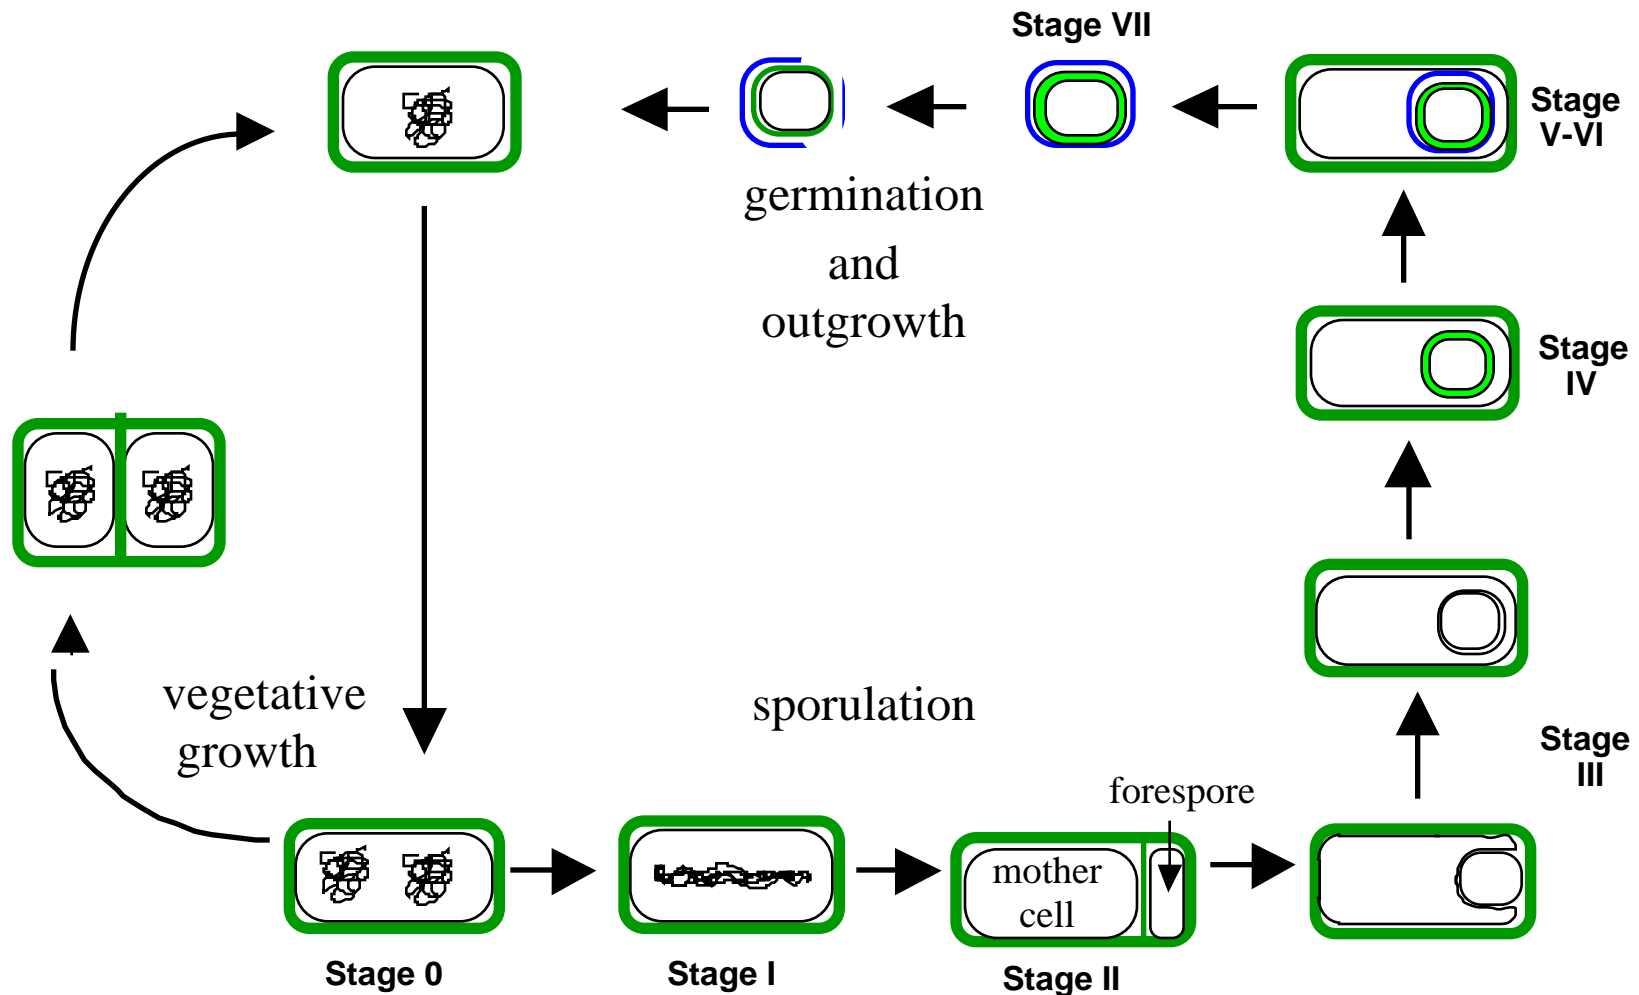 Stage VII
Stage
V-VI
germination
and
outgrowth
Stage
IV
vegetative
growth
sporulation
Stage
III
forespore
mother
cell
Stage 0
Stage I
Stage II